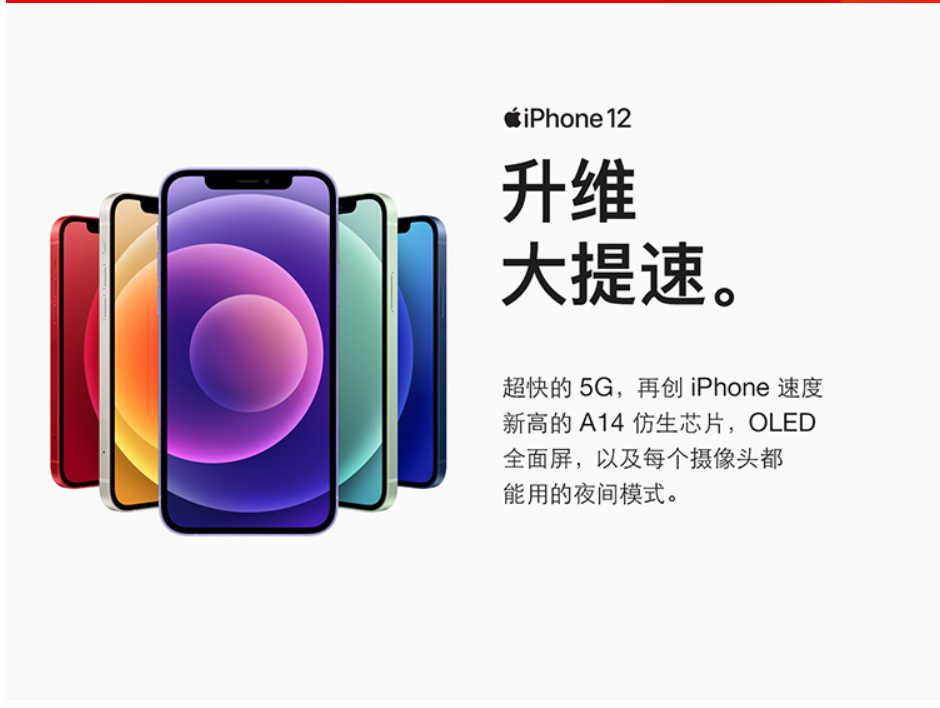 iPhone 12
升维
大提速。
超快的 5G，再创 iPhone 速度
新高的 A14 仿生芯片，OLED
全面屏，以及每个摄像头都
能用的夜间模式。